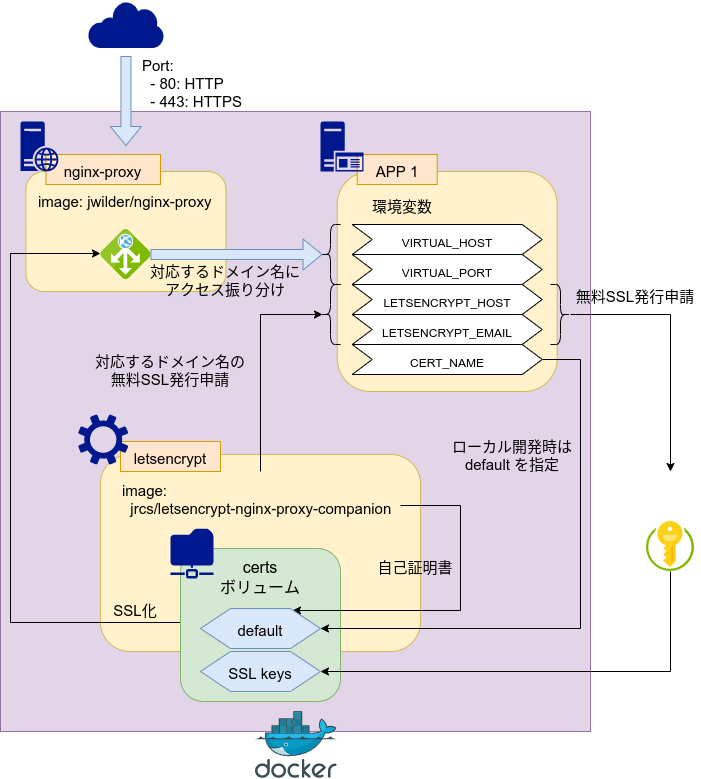 Port:
- 80: HTTP
- 443: HTTPS
nginx-proxy
image: jwilder/nginx-proxy
対応するドメイン名に
アクセス振り分け
APP 1
環境変数
VIRTUAL_HOST
VIRTUAL_PORT
LETSENCRYPT_HOST
LETSENCRYPT_EMAIL
CERT_NAME
無料SSL発行申請
対応するドメイン名の
無料SSL発行申請
ローカル開発時は
default を指定
letsencrypt
image:
jrcs/letsencrypt-nginx-proxy-companion
自己証明書
certs
ボリューム
SSL化
default
SSL keys
docker